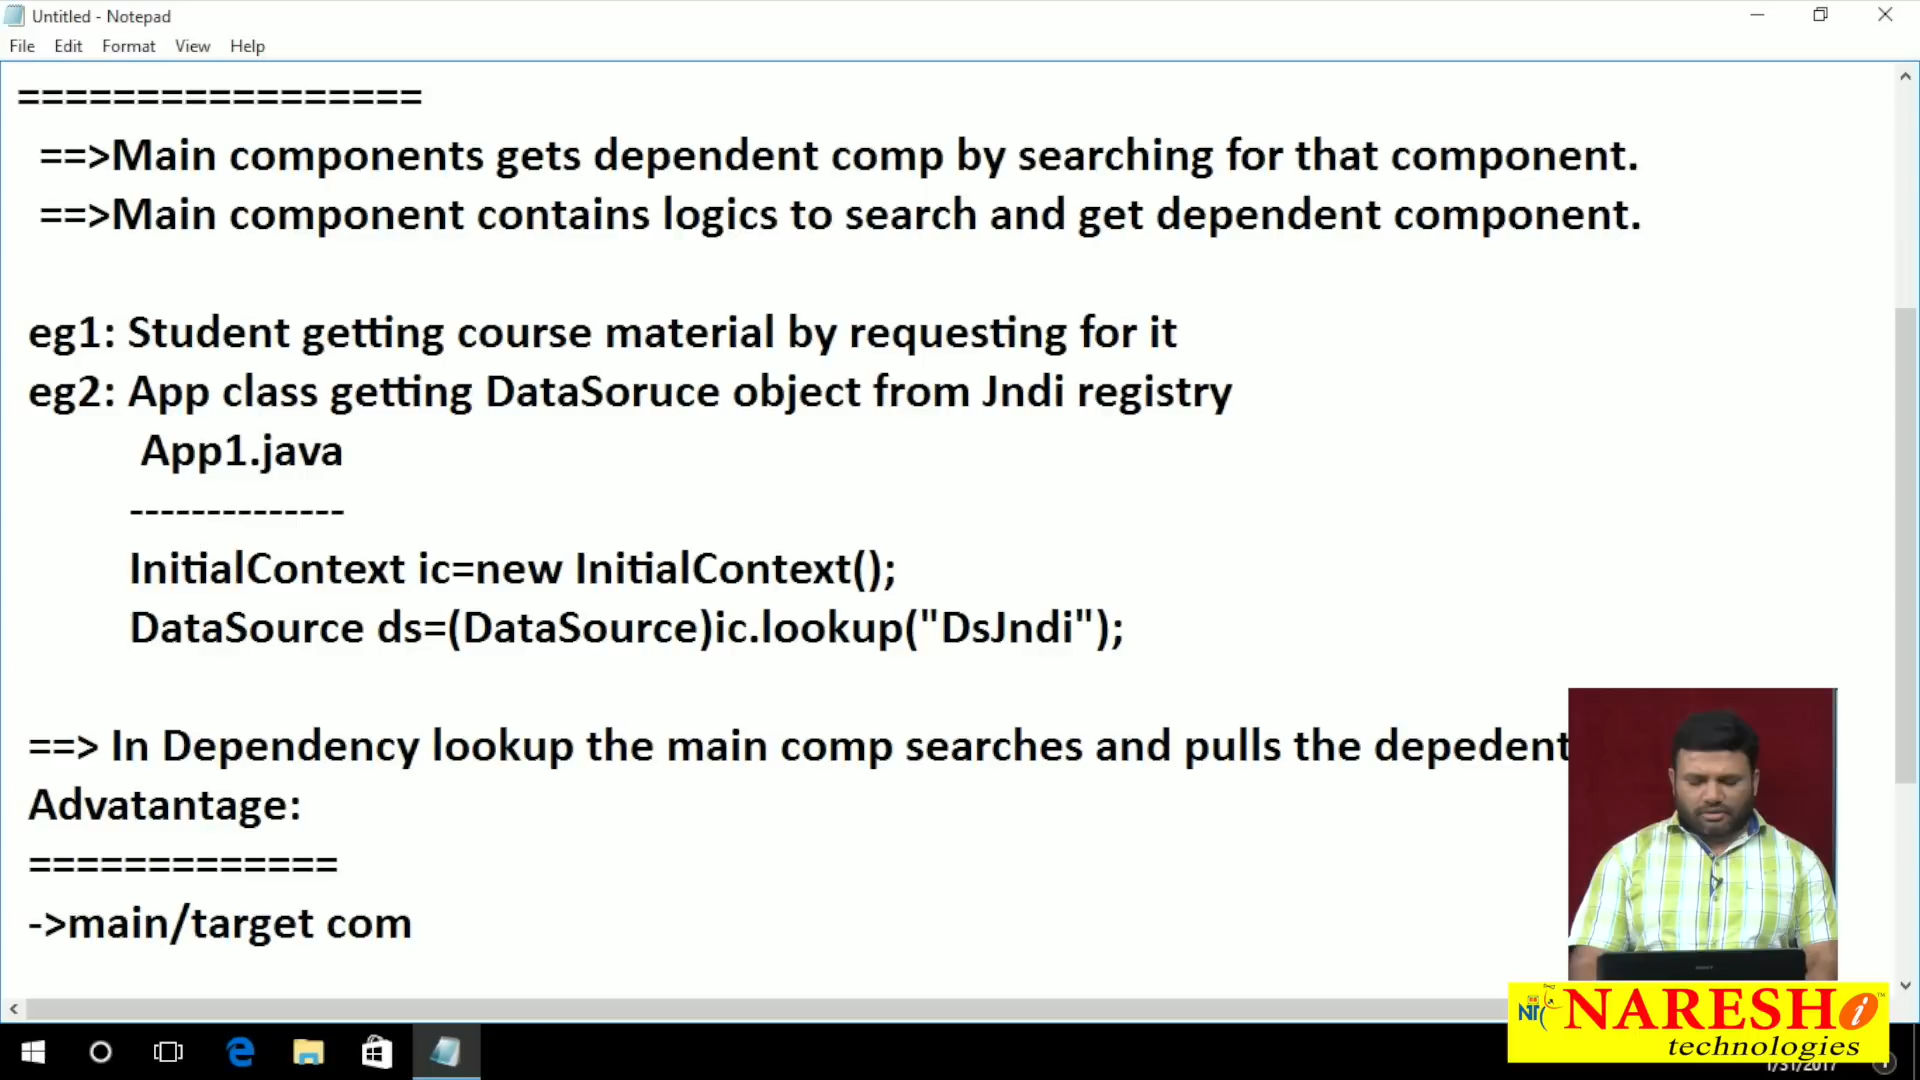 Untitled - Notepad
File Edit Format View Help
=================
==>Main components gets dependent comp by searching for that component.
==>Main component contains logics to search and get dependent component.
eg1: Student getting course material by requesting for it
eg2: App class getting DataSoruce object from Jndi registry
App1.java
--------------
InitialContext ic=new InitialContext();
DataSource ds=(DataSource)ic.lookup("DsJndi");
==> In Dependency lookup the main comp searches and pulls the depedent
Advatantage:
=============
->main/target com
NARESH i
technologies
1/31/2017